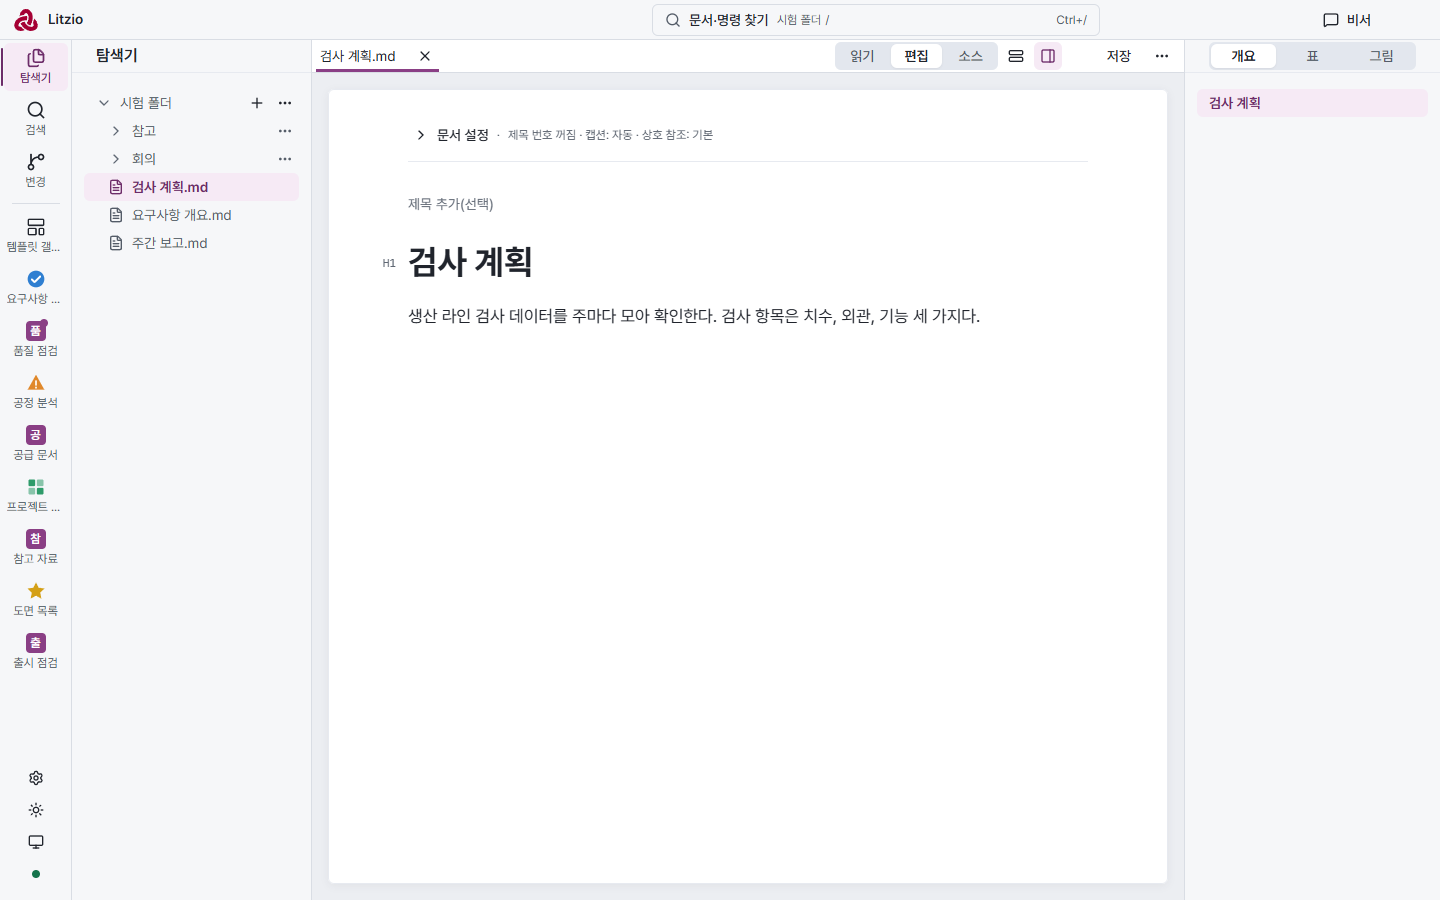 Litzio
문서·명령 찾기 시험 폴더 / Ctrl+/
비서
탐색기
검색
변경
템플릿 갤...
요구사항 ...
품
품질 점검
공정 분석
공
공급 문서
프로젝트 ...
참
참고 자료
도면 목록
출
출시 점검
탐색기
시험 폴더
참고
회의
검사 계획.md
요구사항 개요.md
주간 보고.md
검사 계획.md
읽기 편집 소스
저장
문서 설정 · 제목 번호 꺼짐 · 캡션: 자동 · 상호 참조: 기본
제목 추가(선택)
H1 검사 계획
생산 라인 검사 데이터를 주마다 모아 확인한다. 검사 항목은 치수, 외관, 기능 세 가지다.
개요 표 그림
검사 계획